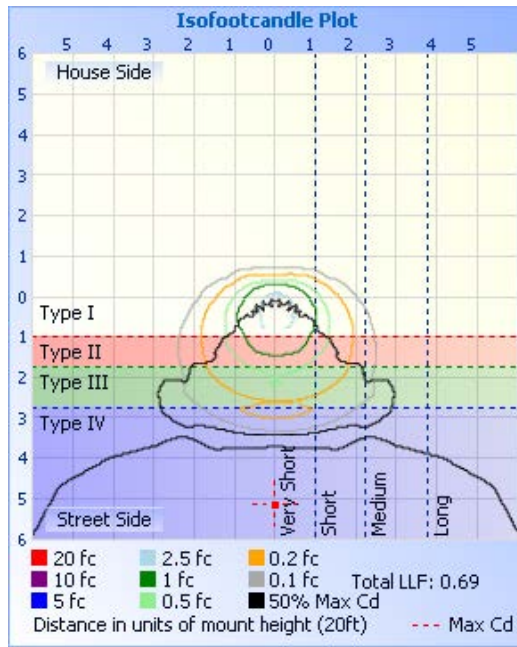 Isofootcandle Plot
5 4 3 2 1 0 1 2 3 4 5
6
House Side
5
4
3
2
1
0
Type I
1
Type II
2
Type III
3
Type IV
4
5
Street Side
6
Very Short
Short
Medium
Long
20 fc 2.5 fc 0.2 fc
10 fc 1 fc 0.1 fc Total LLF: 0.69
5 fc 0.5 fc 50% Max Cd
Distance in units of mount height (20ft) --- Max Cd